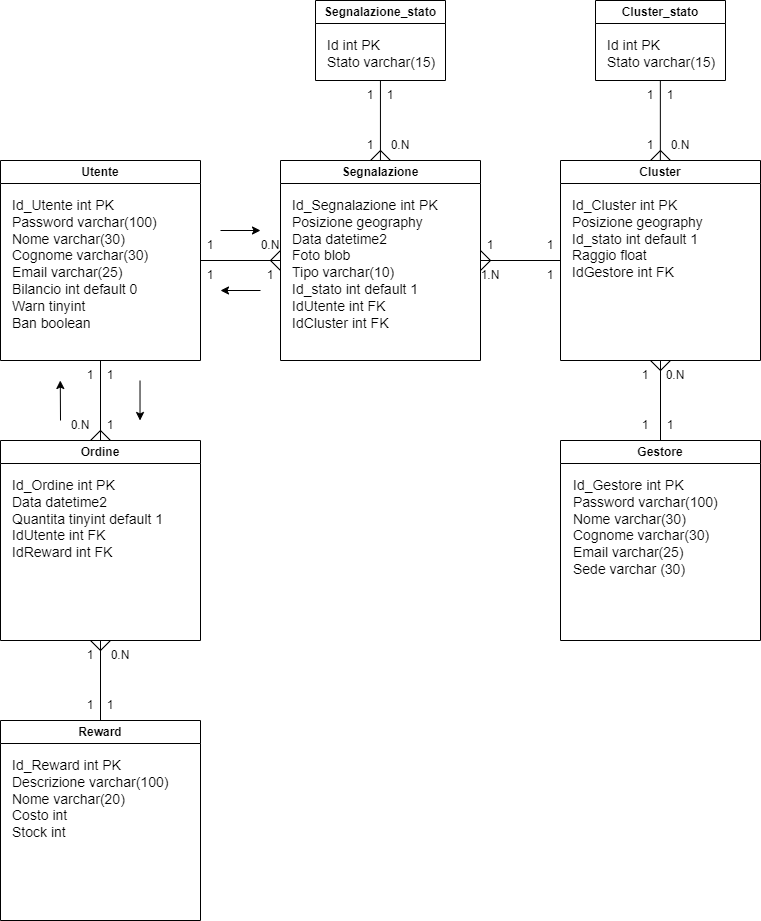 Segnalazione_stato
Id int PK
Stato varchar(15)
Cluster_stato
Id int PK
Stato varchar(15)
1 1
1 0.N
1 1
1 0.N
Utente
Id_Utente int PK
Password varchar(100)
Nome varchar(30)
Cognome varchar(30)
Email varchar(25)
Bilancio int default 0
Warn tinyint
Ban boolean
1 0.N
1 1
Segnalazione
Id_Segnalazione int PK
Posizione geography
Data datetime2
Foto blob
Tipo varchar(10)
Id_stato int default 1
IdUtente int FK
IdCluster int FK
1 1
1.N 1
Cluster
Id_Cluster int PK
Posizione geography
Id_stato int default 1
Raggio float
IdGestore int FK
1 1
0.N 1
1 0.N
1 1
Ordine
Id_Ordine int PK
Data datetime2
Quantita tinyint default 1
IdUtente int FK
IdReward int FK
Gestore
Id_Gestore int PK
Password varchar(100)
Nome varchar(30)
Cognome varchar(30)
Email varchar(25)
Sede varchar (30)
1 0.N
1 1
Reward
Id_Reward int PK
Descrizione varchar(100)
Nome varchar(20)
Costo int
Stock int